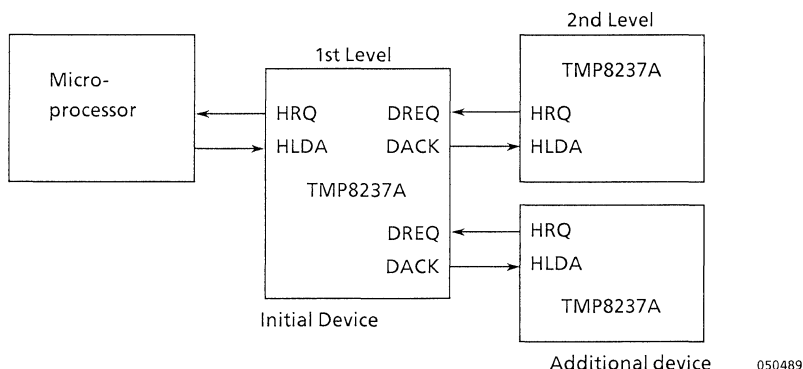 2nd Level
1st Level
Micro-
processor
HRQ
HLDA
DREQ
DACK
TMP8237A
DREQ
DACK
Initial Device
TMP8237A
HRQ
HLDA
HRQ
HLDA
TMP8237A
Additional device
050489